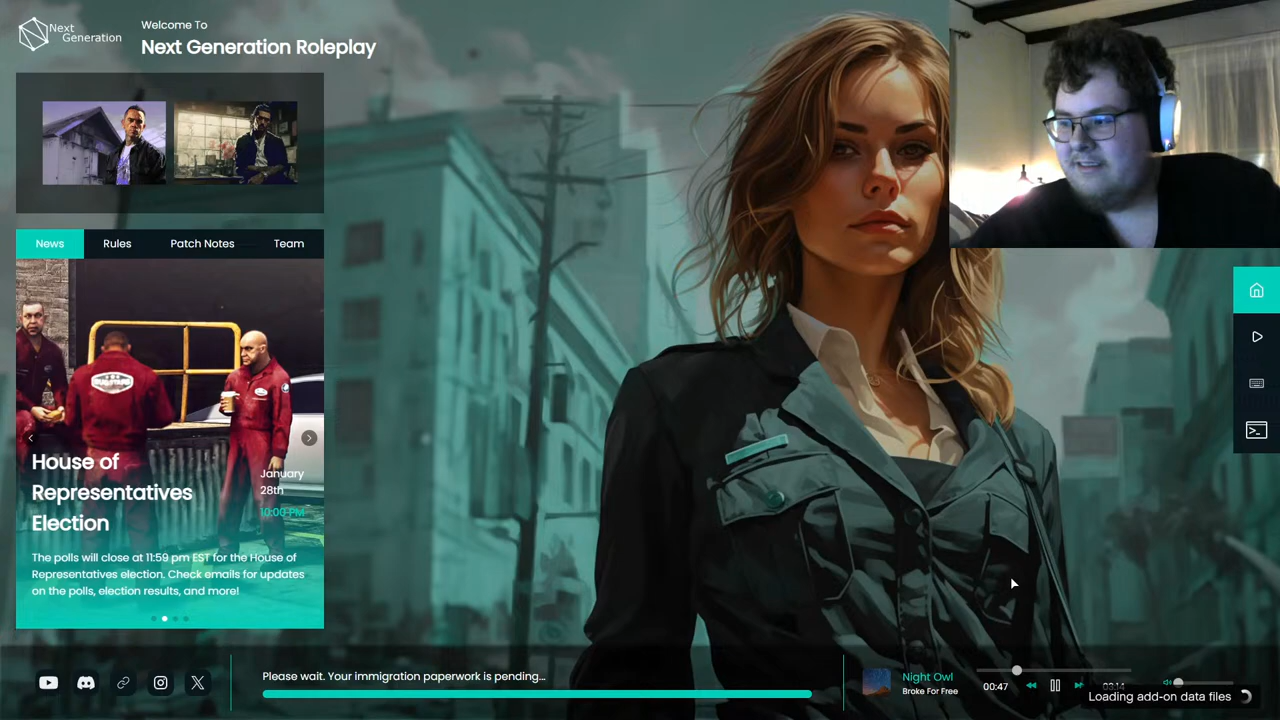 Next
Generation
Welcome To
Next Generation Roleplay
News
Rules
Patch Notes
Team
BUGSTARS
House of
Representatives
Election
January
28th
10:00 PM
The polls will close at 11:59 pm EST for the House of
Representatives election. Check emails for updates
on the polls, election results, and more!
Please wait. Your immigration paperwork is pending...
Night Owl
Broke For Free
00:47
03:14
Loading add-on data files